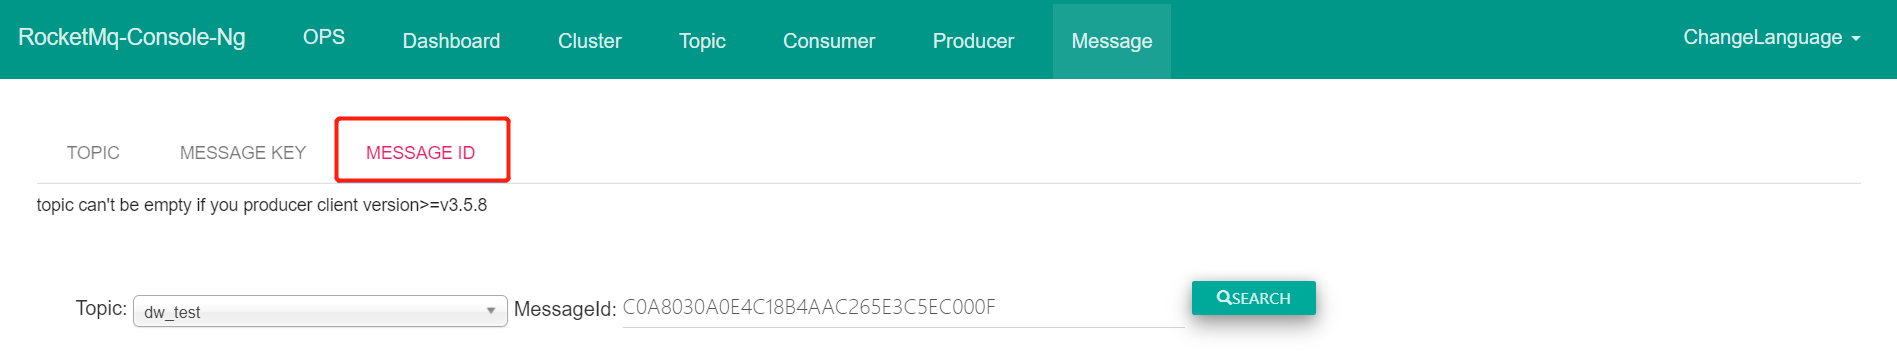 RocketMq-Console-Ng OPS Dashboard Cluster Topic Consumer Producer Message ChangeLanguage
TOPIC MESSAGE KEY MESSAGE ID
topic can't be empty if you producer client version>=v3.5.8
Topic: dw_test MessageId: C0A8030A0E4C18B4AAC265E3C5EC000F SEARCH